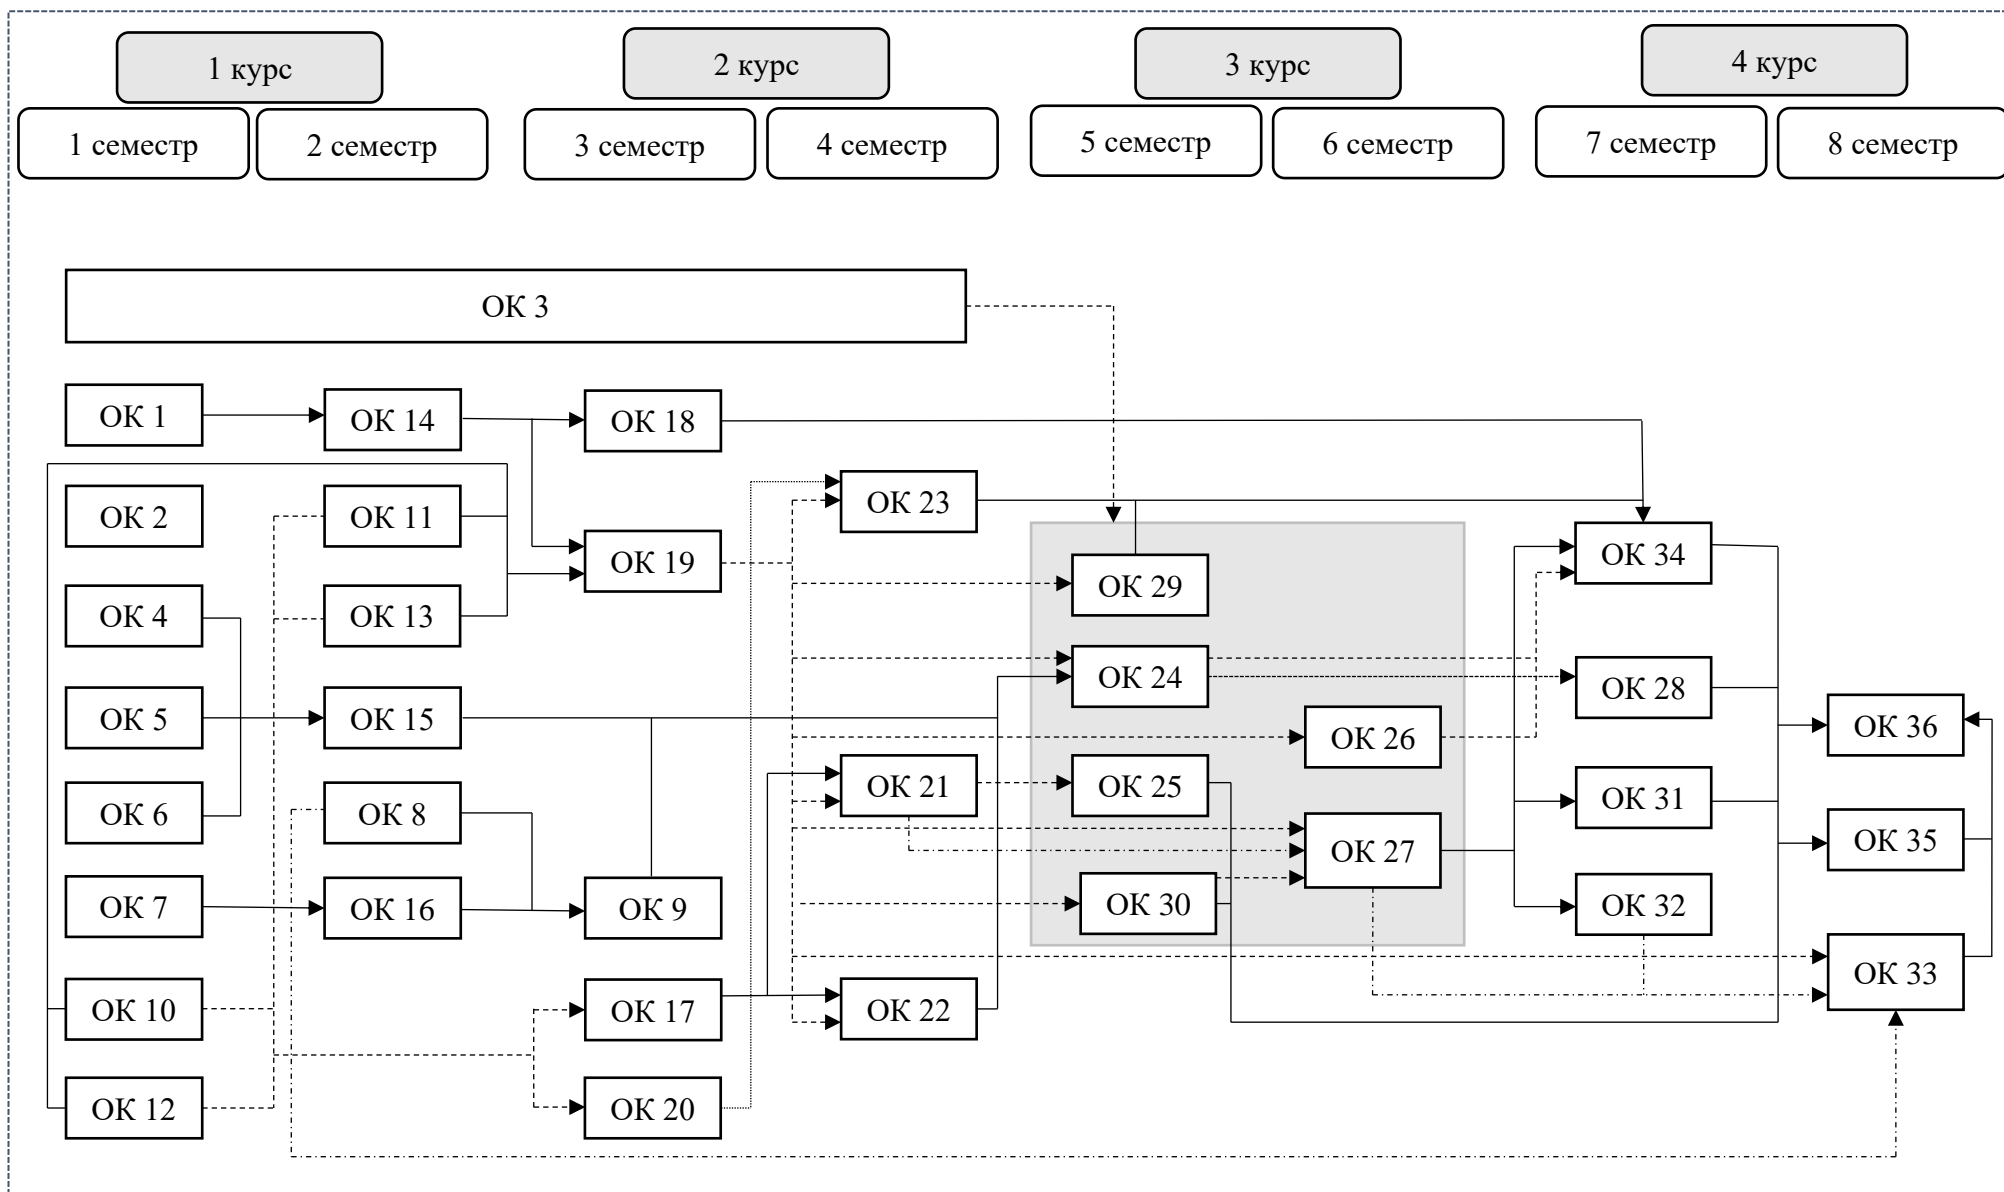 1 курс
2 курс
3 курс
4 курс
1 семестр
2 семестр
3 семестр
4 семестр
5 семестр
6 семестр
7 семестр
8 семестр
ОК 3
ОК 1
ОК 14
ОК 18
ОК 2
ОК 11
ОК 23
ОК 19
ОК 29
ОК 34
ОК 4
ОК 13
ОК 24
ОК 28
ОК 5
ОК 15
ОК 26
ОК 36
ОК 6
ОК 8
ОК 21
ОК 25
ОК 31
ОК 27
ОК 35
ОК 7
ОК 16
ОК 9
ОК 30
ОК 32
ОК 33
ОК 10
ОК 17
ОК 22
ОК 12
ОК 20